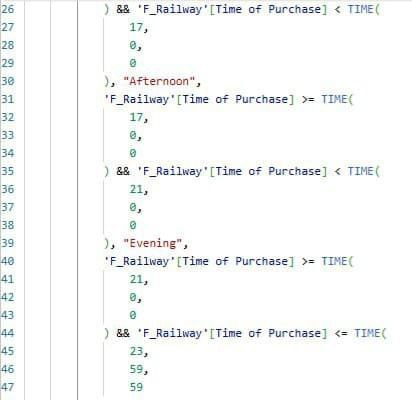 26 ) && 'F_Railway'[Time of Purchase] < TIME(
27 17,
28 0,
29 0
30 ), "Afternoon",
31 'F_Railway'[Time of Purchase] >= TIME(
32 17,
33 0,
34 0
35 ) && 'F_Railway'[Time of Purchase] < TIME(
36 21,
37 0,
38 0
39 ), "Evening",
40 'F_Railway'[Time of Purchase] >= TIME(
41 21,
42 0,
43 0
44 ) && 'F_Railway'[Time of Purchase] <= TIME(
45 23,
46 59,
47 59